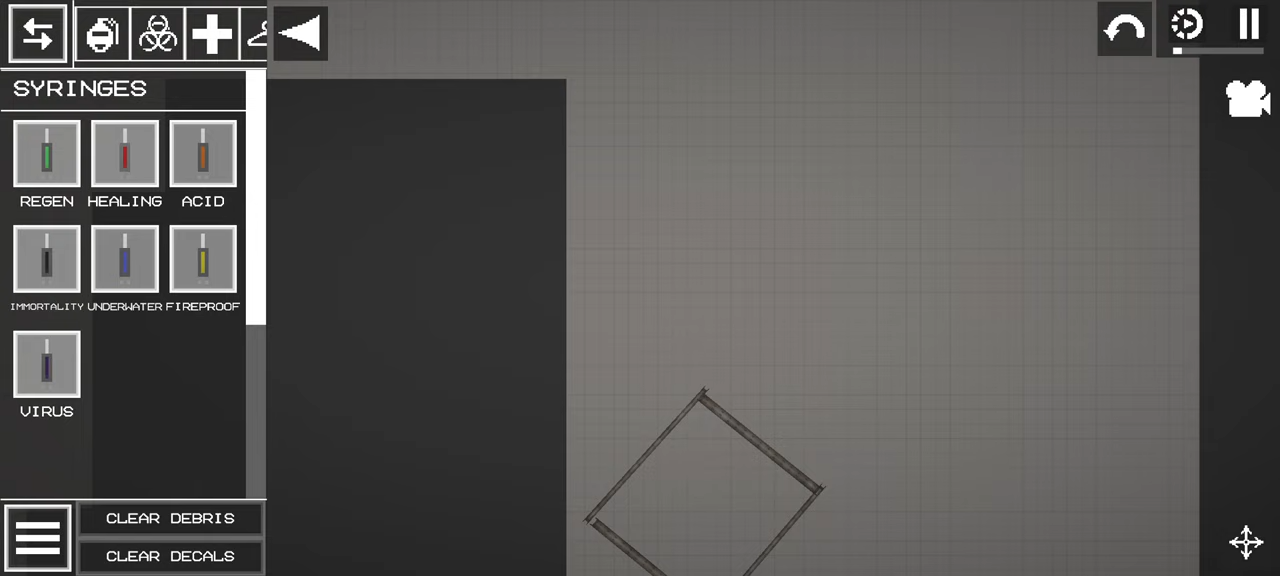 SYRINGES
REGEN HEALING ACID
IMMORTALITY UNDERWATER FIREPROOF
VIRUS
CLEAR DEBRIS
CLEAR DECALS